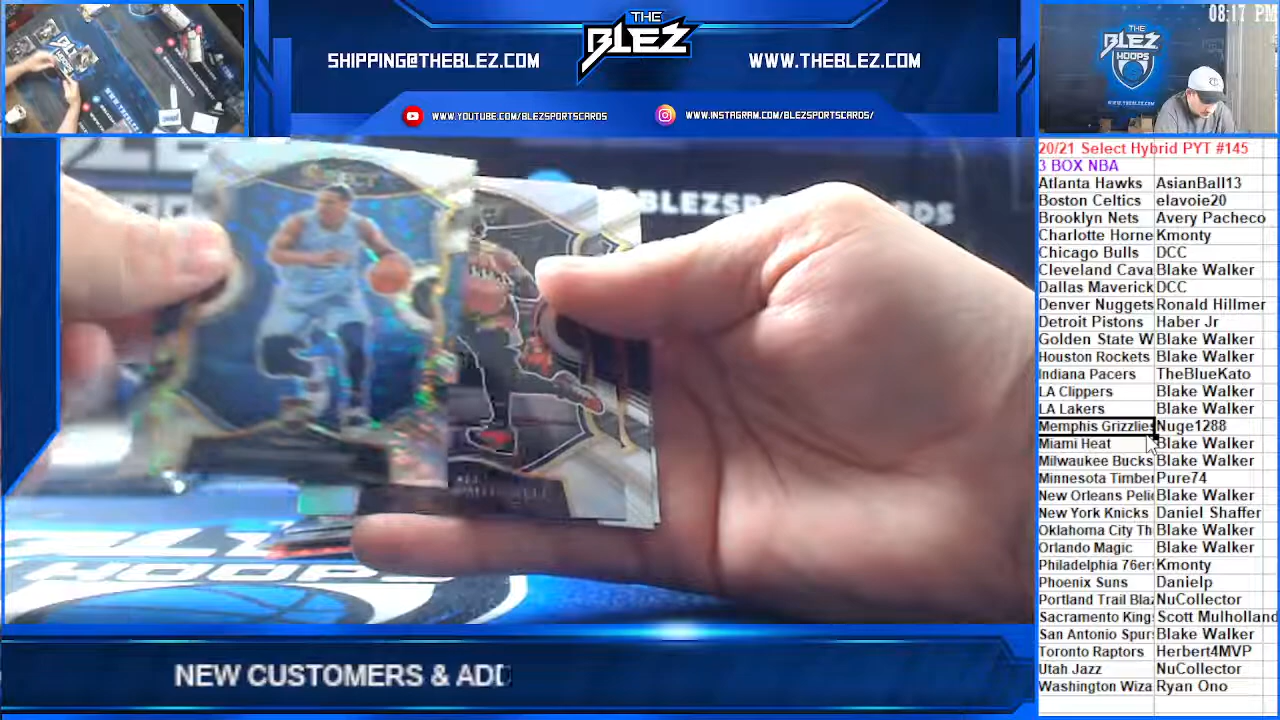 08:17 PM
THE
BLEZ
SHIPPING@THEBLEZ.COM
WWW.THEBLEZ.COM
WWW.YOUTUBE.COM/BLEZSPORTSCARDS
WWW.INSTAGRAM.COM/BLEZSPORTSCARDS/
THE
BLEZ
HOOPS
20/21 Select Hybrid PYT #145
3 BOX NBA
Atlanta Hawks AsianBall13
Boston Celtics elavoie20
Brooklyn Nets Avery Pacheco
Charlotte Horne Kmonty
Chicago Bulls DCC
Cleveland Cava Blake Walker
Dallas Maverick DCC
Denver Nuggets Ronald Hillmer
Detroit Pistons Haber Jr
Golden State W Blake Walker
Houston Rockets Blake Walker
Indiana Pacers TheBlueKato
LA Clippers Blake Walker
LA Lakers Blake Walker
Memphis Grizzlies Nuge1288
Miami Heat Blake Walker
Milwaukee Bucks Blake Walker
Minnesota Timber Pure74
New Orleans Peli Blake Walker
New York Knicks Daniel Shaffer
Oklahoma City Th Blake Walker
Orlando Magic Blake Walker
Philadelphia 76er Kmonty
Phoenix Suns Danielp
Portland Trail Blaz NuCollector
Sacramento King Scott Mulholland
San Antonio Spur Blake Walker
Toronto Raptors Herbert4MVP
Utah Jazz NuCollector
Washington Wiza Ryan Ono
HOOPS
NEW CUSTOMERS & ADD